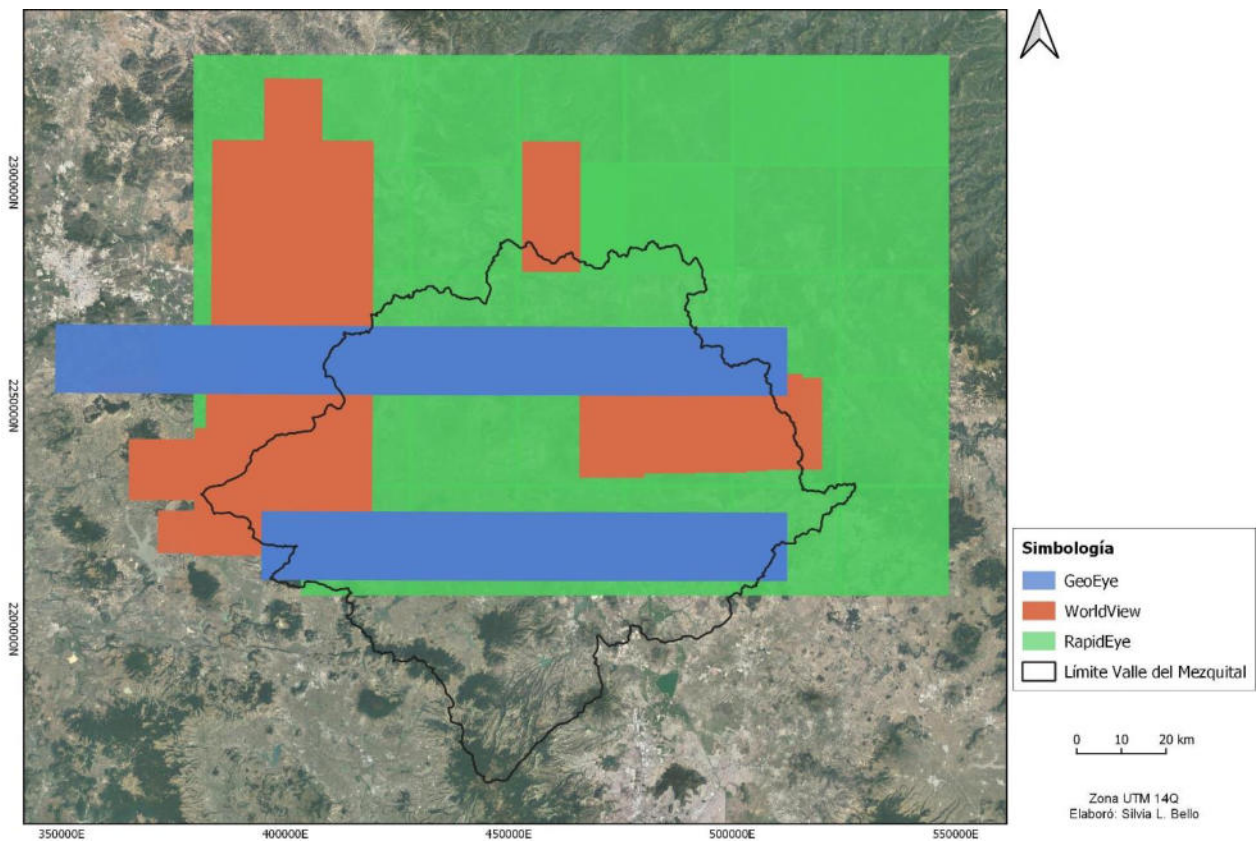 2300000N
2250000N
2200000N
350000E
400000E
450000E
500000E
550000E
Simbología
GeoEye
WorldView
RapidEye
Límite Valle del Mezquital
0 10 20 km
Zona UTM 14Q
Elaboró: Silvia L. Bello